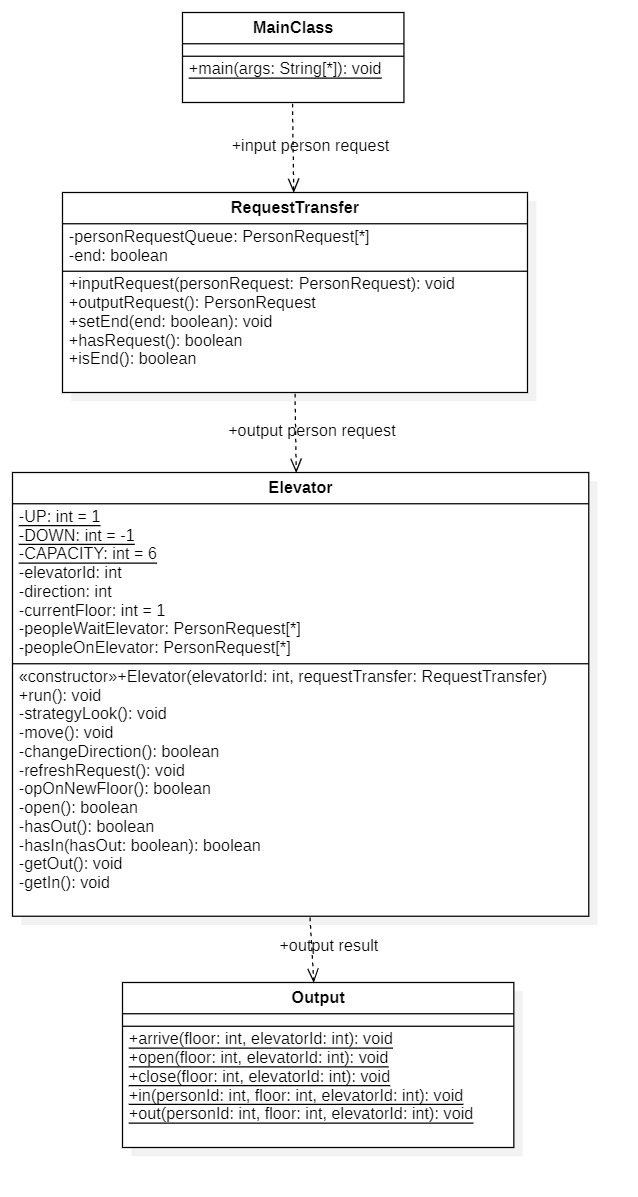 MainClass
+main(args: String[*]): void
+input person request
RequestTransfer
-personRequestQueue: PersonRequest[*]
-end: boolean
+inputRequest(personRequest: PersonRequest): void
+outputRequest(): PersonRequest
+setEnd(end: boolean): void
+hasRequest(): boolean
+isEnd(): boolean
+output person request
Elevator
-UP: int = 1
-DOWN: int = -1
-CAPACITY: int = 6
-elevatorId: int
-direction: int
-currentFloor: int = 1
-peopleWaitElevator: PersonRequest[*]
-peopleOnElevator: PersonRequest[*]
«constructor»+Elevator(elevatorId: int, requestTransfer: RequestTransfer)
+run(): void
-strategyLook(): void
-move(): void
-changeDirection(): boolean
-refreshRequest(): void
-opOnNewFloor(): boolean
-open(): boolean
-hasOut(): boolean
-hasIn(hasOut: boolean): boolean
-getOut(): void
-getIn(): void
+output result
Output
+arrive(floor: int, elevatorId: int): void
+open(floor: int, elevatorId: int): void
+close(floor: int, elevatorId: int): void
+in(personId: int, floor: int, elevatorId: int): void
+out(personId: int, floor: int, elevatorId: int): void